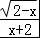 √(2-x)
x+2